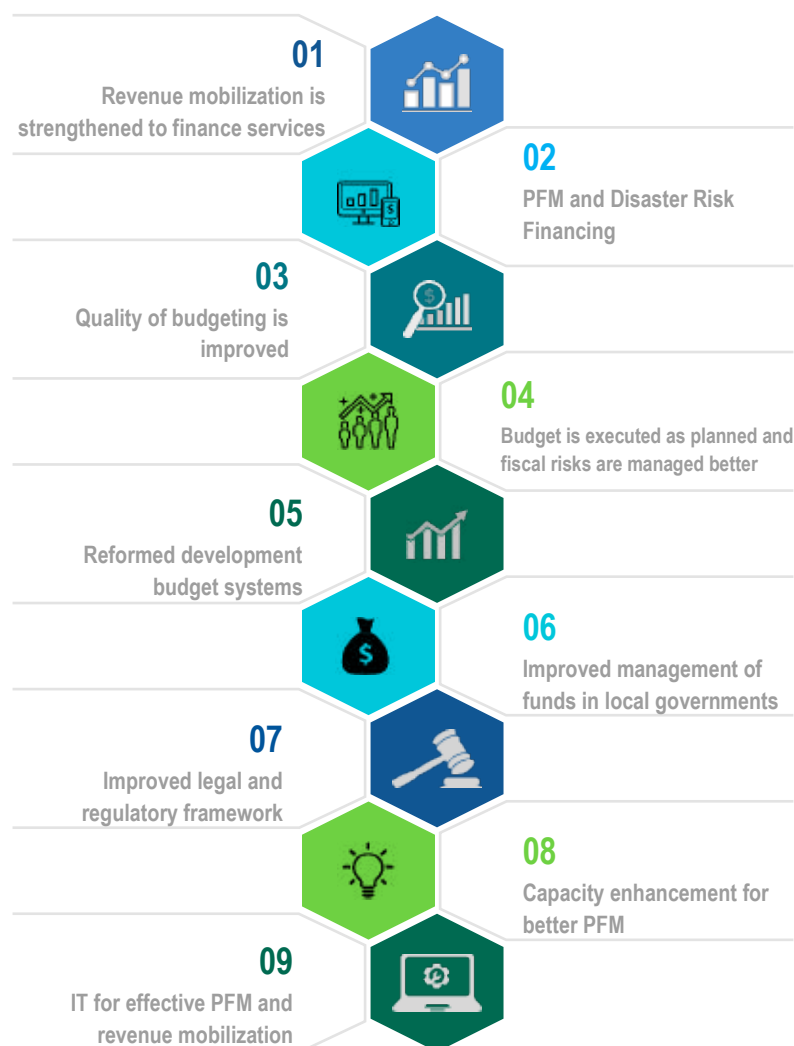 01
Revenue mobilization is
strengthened to finance services
02
PFM and Disaster Risk
Financing
03
Quality of budgeting is
improved
04
Budget is executed as planned and
fiscal risks are managed better
05
Reformed development
budget systems
06
Improved management of
funds in local governments
07
Improved legal and
regulatory framework
08
Capacity enhancement for
better PFM
09
IT for effective PFM and
revenue mobilization